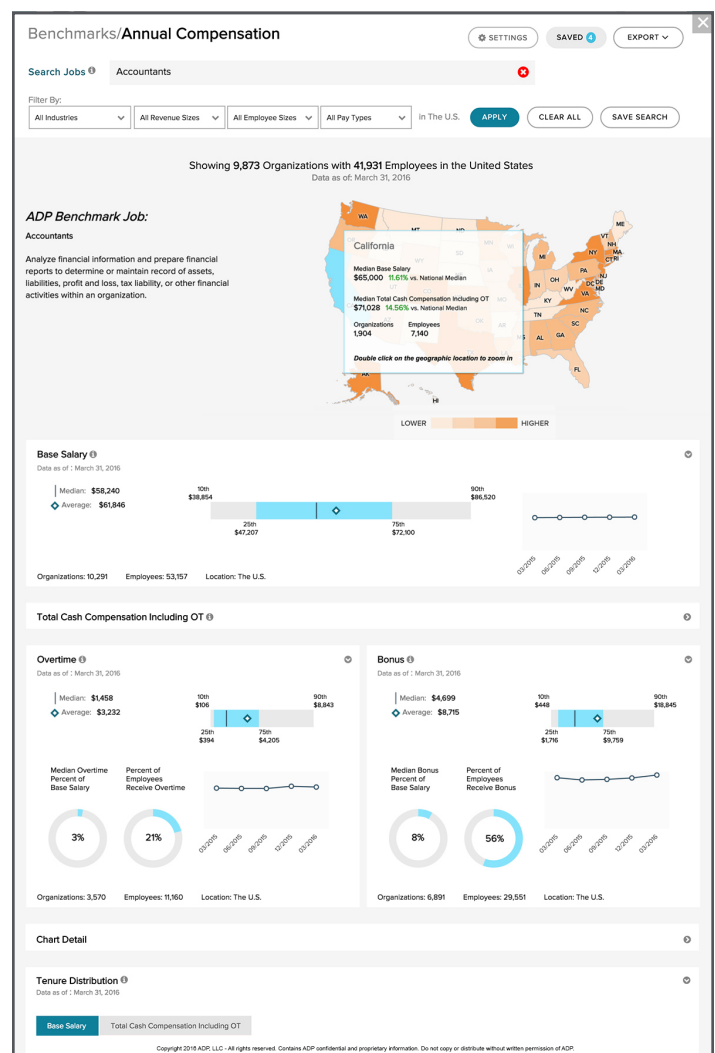 Benchmarks/Annual Compensation
SETTINGS
SAVED 4
EXPORT
Search Jobs
Accountants
Filter By:
All Industries
All Revenue Sizes
All Employee Sizes
All Pay Types
in The U.S.
APPLY
CLEAR ALL
SAVE SEARCH
Showing 9,873 Organizations with 41,931 Employees in the United States
Data as of: March 31, 2016
ADP Benchmark Job:
Accountants
Analyze financial information and prepare financial
reports to determine or maintain record of assets,
liabilities, profit and loss, tax liability, or other financial
activities within an organization.
WA
MT
ND
ME
VT
NH
NY
MA
CT RI
MI
PA
NJ
IN
OH
DC DE
MD
WV
VA
KY
NC
TN
SC
AL
GA
FL
AK
HI
California
Median Base Salary
$65,000 11.61% vs. National Median
Median Total Cash Compensation Including OT
$71,028 14.56% vs. National Median
Organizations Employees
1,904 7,140
Double click on the geographic location to zoom in
LOWER
HIGHER
Base Salary
Data as of : March 31, 2016
Median: $58,240
Average: $61,846
10th
$38,854
90th
$86,520
25th
$47,207
75th
$72,100
03/2015 06/2015 09/2015 12/2015 03/2016
Organizations: 10,291 Employees: 53,157 Location: The U.S.
Total Cash Compensation Including OT
Overtime
Data as of : March 31, 2016
Median: $1,458
Average: $3,232
10th
$106
90th
$8,843
25th
$394
75th
$4,205
Median Overtime
Percent of
Base Salary
3%
Percent of
Employees
Receive Overtime
21%
03/2015 06/2015 09/2015 12/2015 03/2016
Organizations: 3,570 Employees: 11,160 Location: The U.S.
Bonus
Data as of : March 31, 2016
Median: $4,699
Average: $8,715
10th
$448
90th
$18,845
25th
$1,716
75th
$9,759
Median Bonus
Percent of
Base Salary
8%
Percent of
Employees
Receive Bonus
56%
03/2015 06/2015 09/2015 12/2015 03/2016
Organizations: 6,891 Employees: 29,551 Location: The U.S.
Chart Detail
Tenure Distribution
Data as of : March 31, 2016
Base Salary
Total Cash Compensation Including OT
Copyright 2016 ADP, LLC - All rights reserved. Contains ADP confidential and proprietary information. Do not copy or distribute without written permission of ADP.